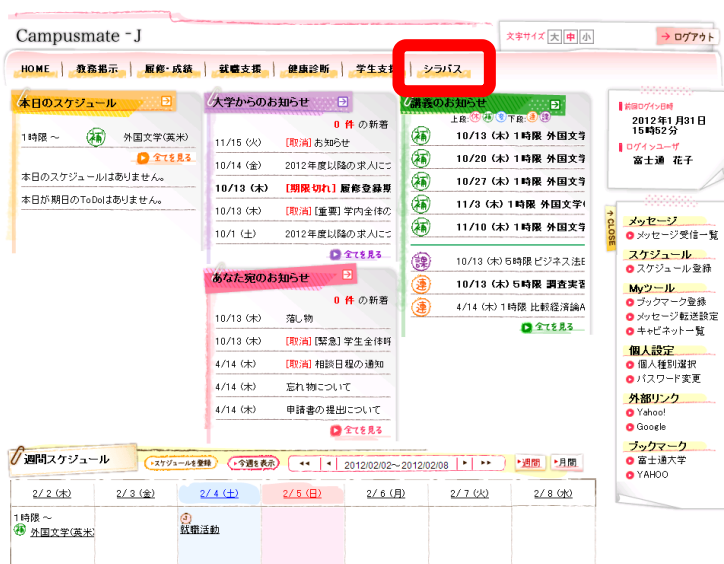 Campusmate -J
文字サイズ 大 中 小
ログアウト
HOME 教務掲示 履修・成績 就職支援 健康診断 学生支 シラバス
本日のスケジュール
1時限 ～ 補 外国文学(英米)
全てを見る
本日のスケジュールはありません。
本日が期日のToDoはありません。
大学からのお知らせ
0 件 の新着
11/15 (火) [取消] お知らせ
10/14 (金) 2012年度以降の求人に
10/13 (木) [期限切れ] 履修登録期
10/13 (木) [取消] [重要] 学内全体の
10/1 (土) 2012年度以降の求人に
全てを見る
あなた宛のお知らせ
0 件 の新着
10/13 (木) 落し物
10/13 (木) [取消] [緊急] 学生全体
4/14 (木) [取消] 相談日程の通知
4/14 (木) 忘れ物について
4/14 (木) 申請書の提出について
全てを見る
講義のお知らせ
上段: 休 補 下段: 連 課
補 10/13 (木) 1時限 外国文学
補 10/20 (木) 1時限 外国文学
補 10/27 (木) 1時限 外国文学
補 11/3 (木) 1時限 外国文学(
補 11/10 (木) 1時限 外国文学
課 10/13 (木) 5時限 ビジネス法
連 10/13 (木) 5時限 調査実習
連 4/14 (木) 1時限 比較経済論A
全てを見る
前回ログイン日時
2012年1月31日
15時52分
ログインユーザ
富士通 花子
CLOSE
メッセージ
メッセージ受信一覧
スケジュール
スケジュール登録
Myツール
ブックマーク登録
メッセージ転送設定
キャビネット一覧
個人設定
個人種別選択
パスワード変更
外部リンク
Yahoo!
Google
ブックマーク
富士通大学
YAHOO
週間スケジュール
スケジュールを登録 今週を表示 2012/02/02～2012/02/08 週間 月間
2/ 2 (木) 2/ 3 (金) 2/ 4 (土) 2/ 5 (日) 2/ 6 (月) 2/ 7 (火) 2/ 8 (水)
1時限 ～
補 外国文学(英米)
就職活動